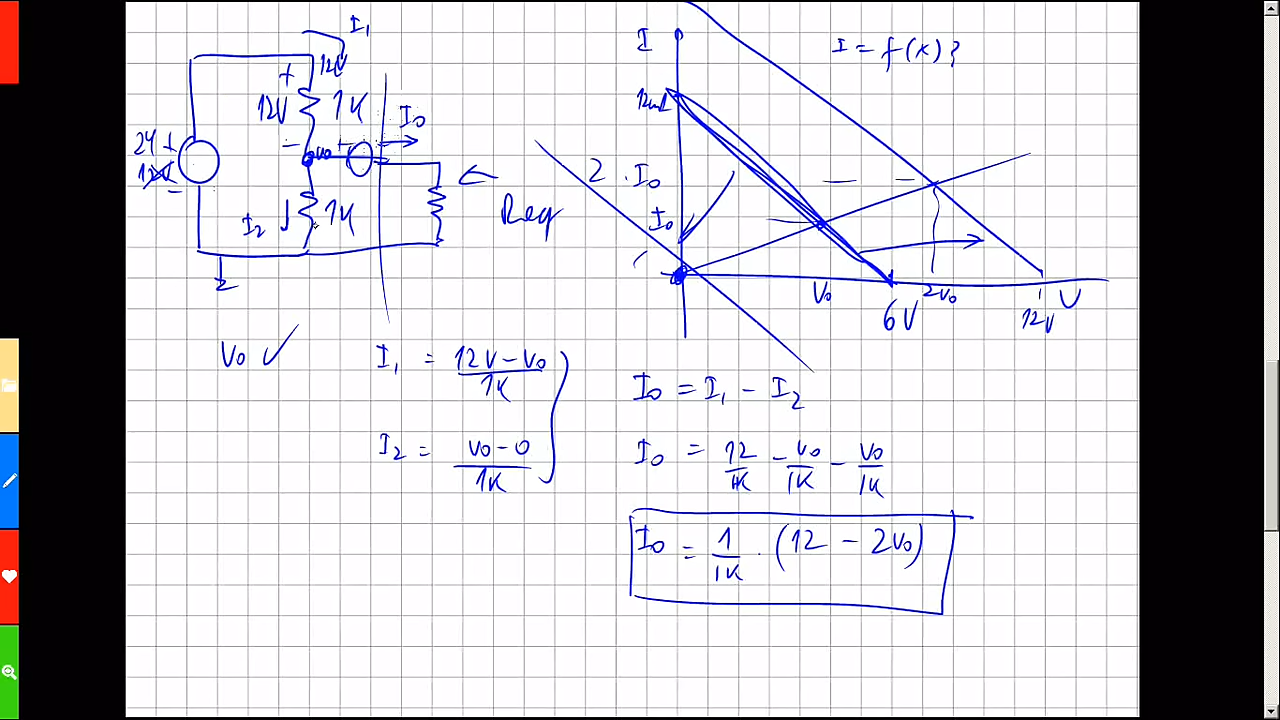 I1
12V
+
12V 1K
I0
24 +
12V
-
- V0 +
I2 1K
Req
V0 ✓
I1 = 12V - V0 / 1K
I2 = V0 - 0 / 1K
I
I = f(x)?
12mA
2 · I0
I0
V0
6V
2V0
12V
V
I0 = I1 - I2
I0 = 12/1K - V0/1K - V0/1K
I0 = 1/1K · (12 - 2V0)